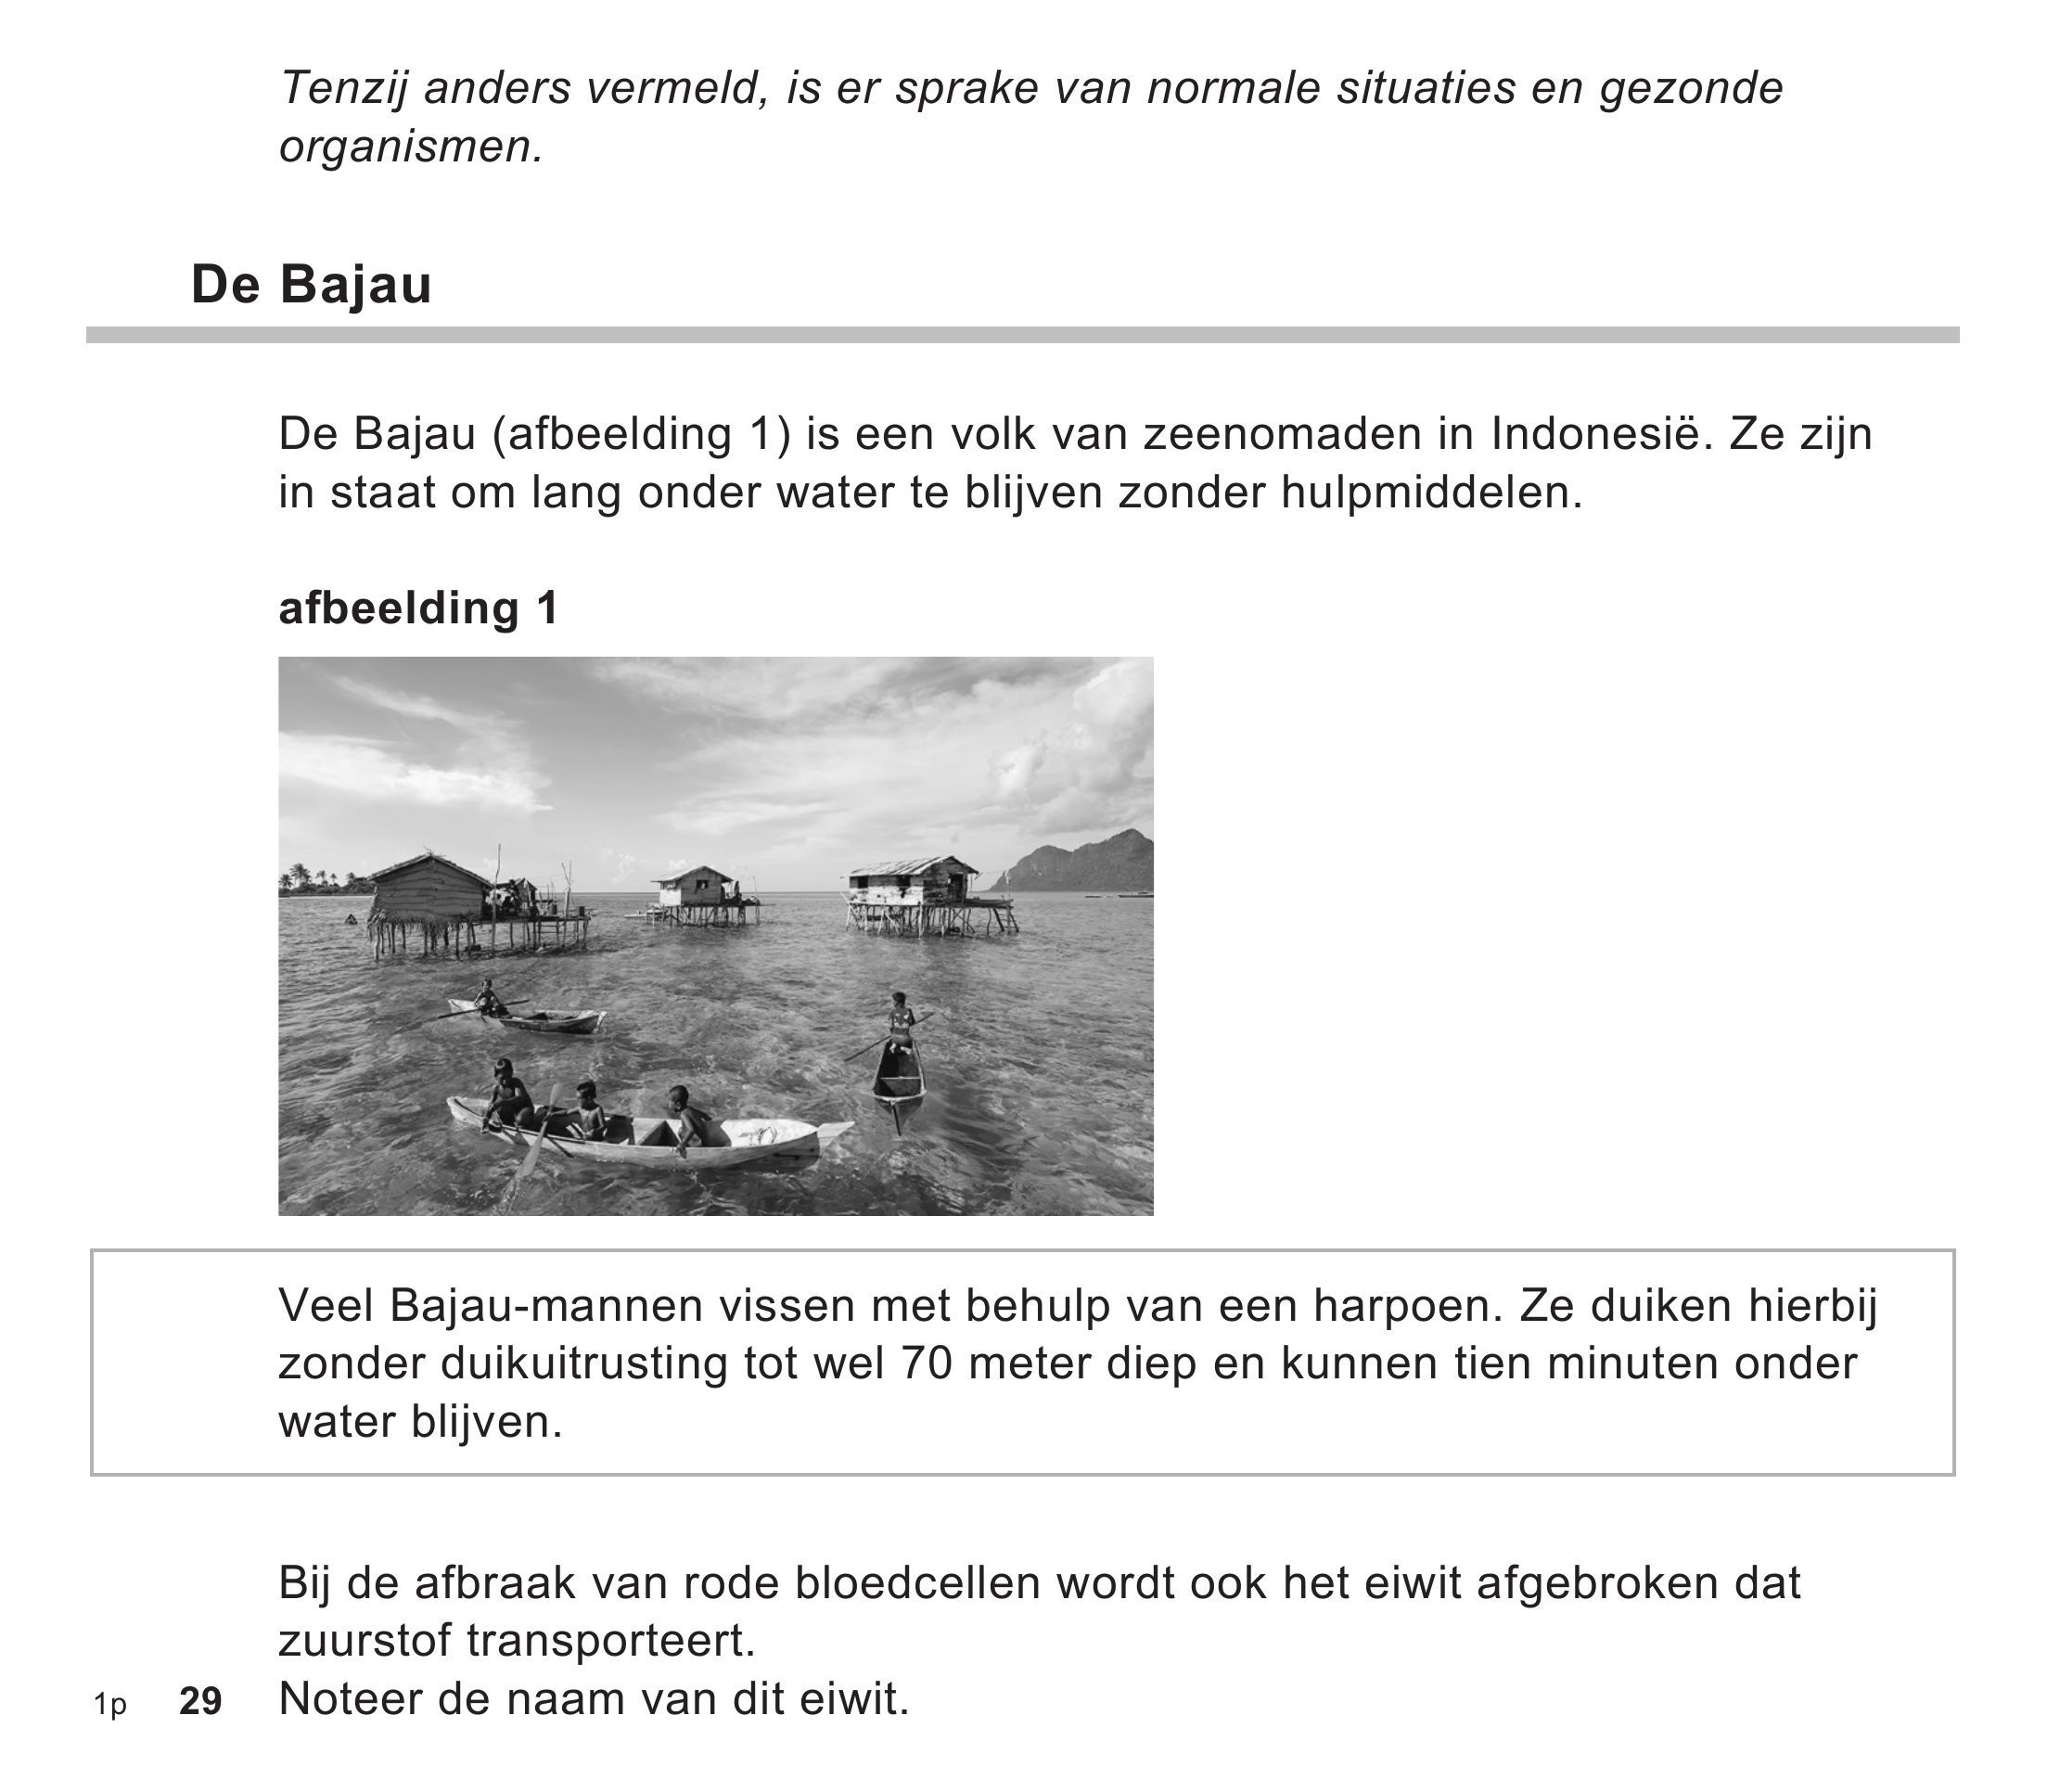 Tenzij anders vermeld, is er sprake van normale situaties en gezonde
organismen.
De Bajau
De Bajau (afbeelding 1) is een volk van zeenomaden in Indonesië. Ze zijn
in staat om lang onder water te blijven zonder hulpmiddelen.
afbeelding 1
Veel Bajau-mannen vissen met behulp van een harpoen. Ze duiken hierbij
zonder duikuitrusting tot wel 70 meter diep en kunnen tien minuten onder
water blijven.
Bij de afbraak van rode bloedcellen wordt ook het eiwit afgebroken dat
zuurstof transporteert.
1p 29 Noteer de naam van dit eiwit.